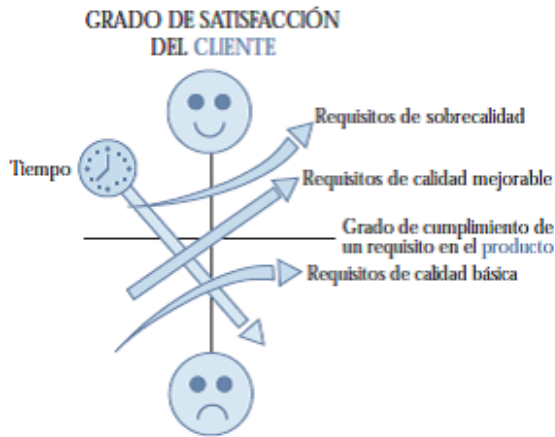 GRADO DE SATISFACCIÓN
DEL CLIENTE
Requisitos de sobrecalidad
Tiempo
Requisitos de calidad mejorable
Grado de cumplimiento de
un requisito en el producto
Requisitos de calidad básica